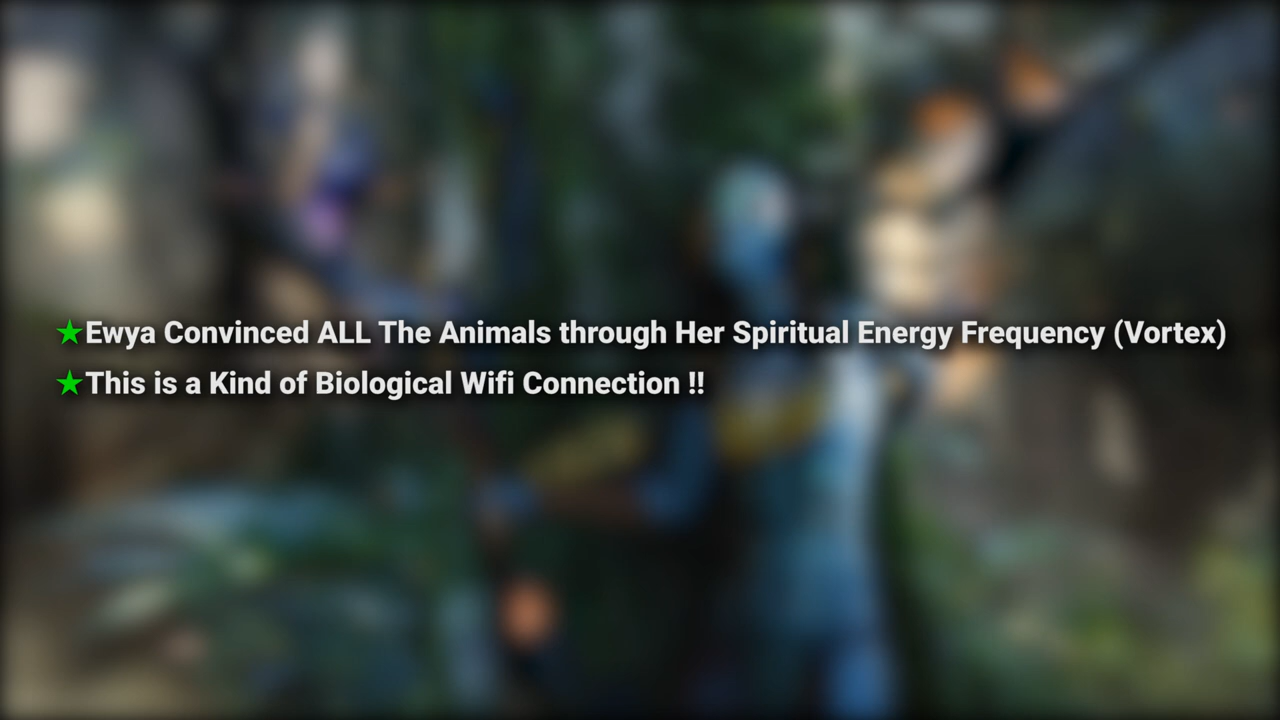 ★Ewya Convinced ALL The Animals through Her Spiritual Energy Frequency (Vortex)
★This is a Kind of Biological Wifi Connection !!